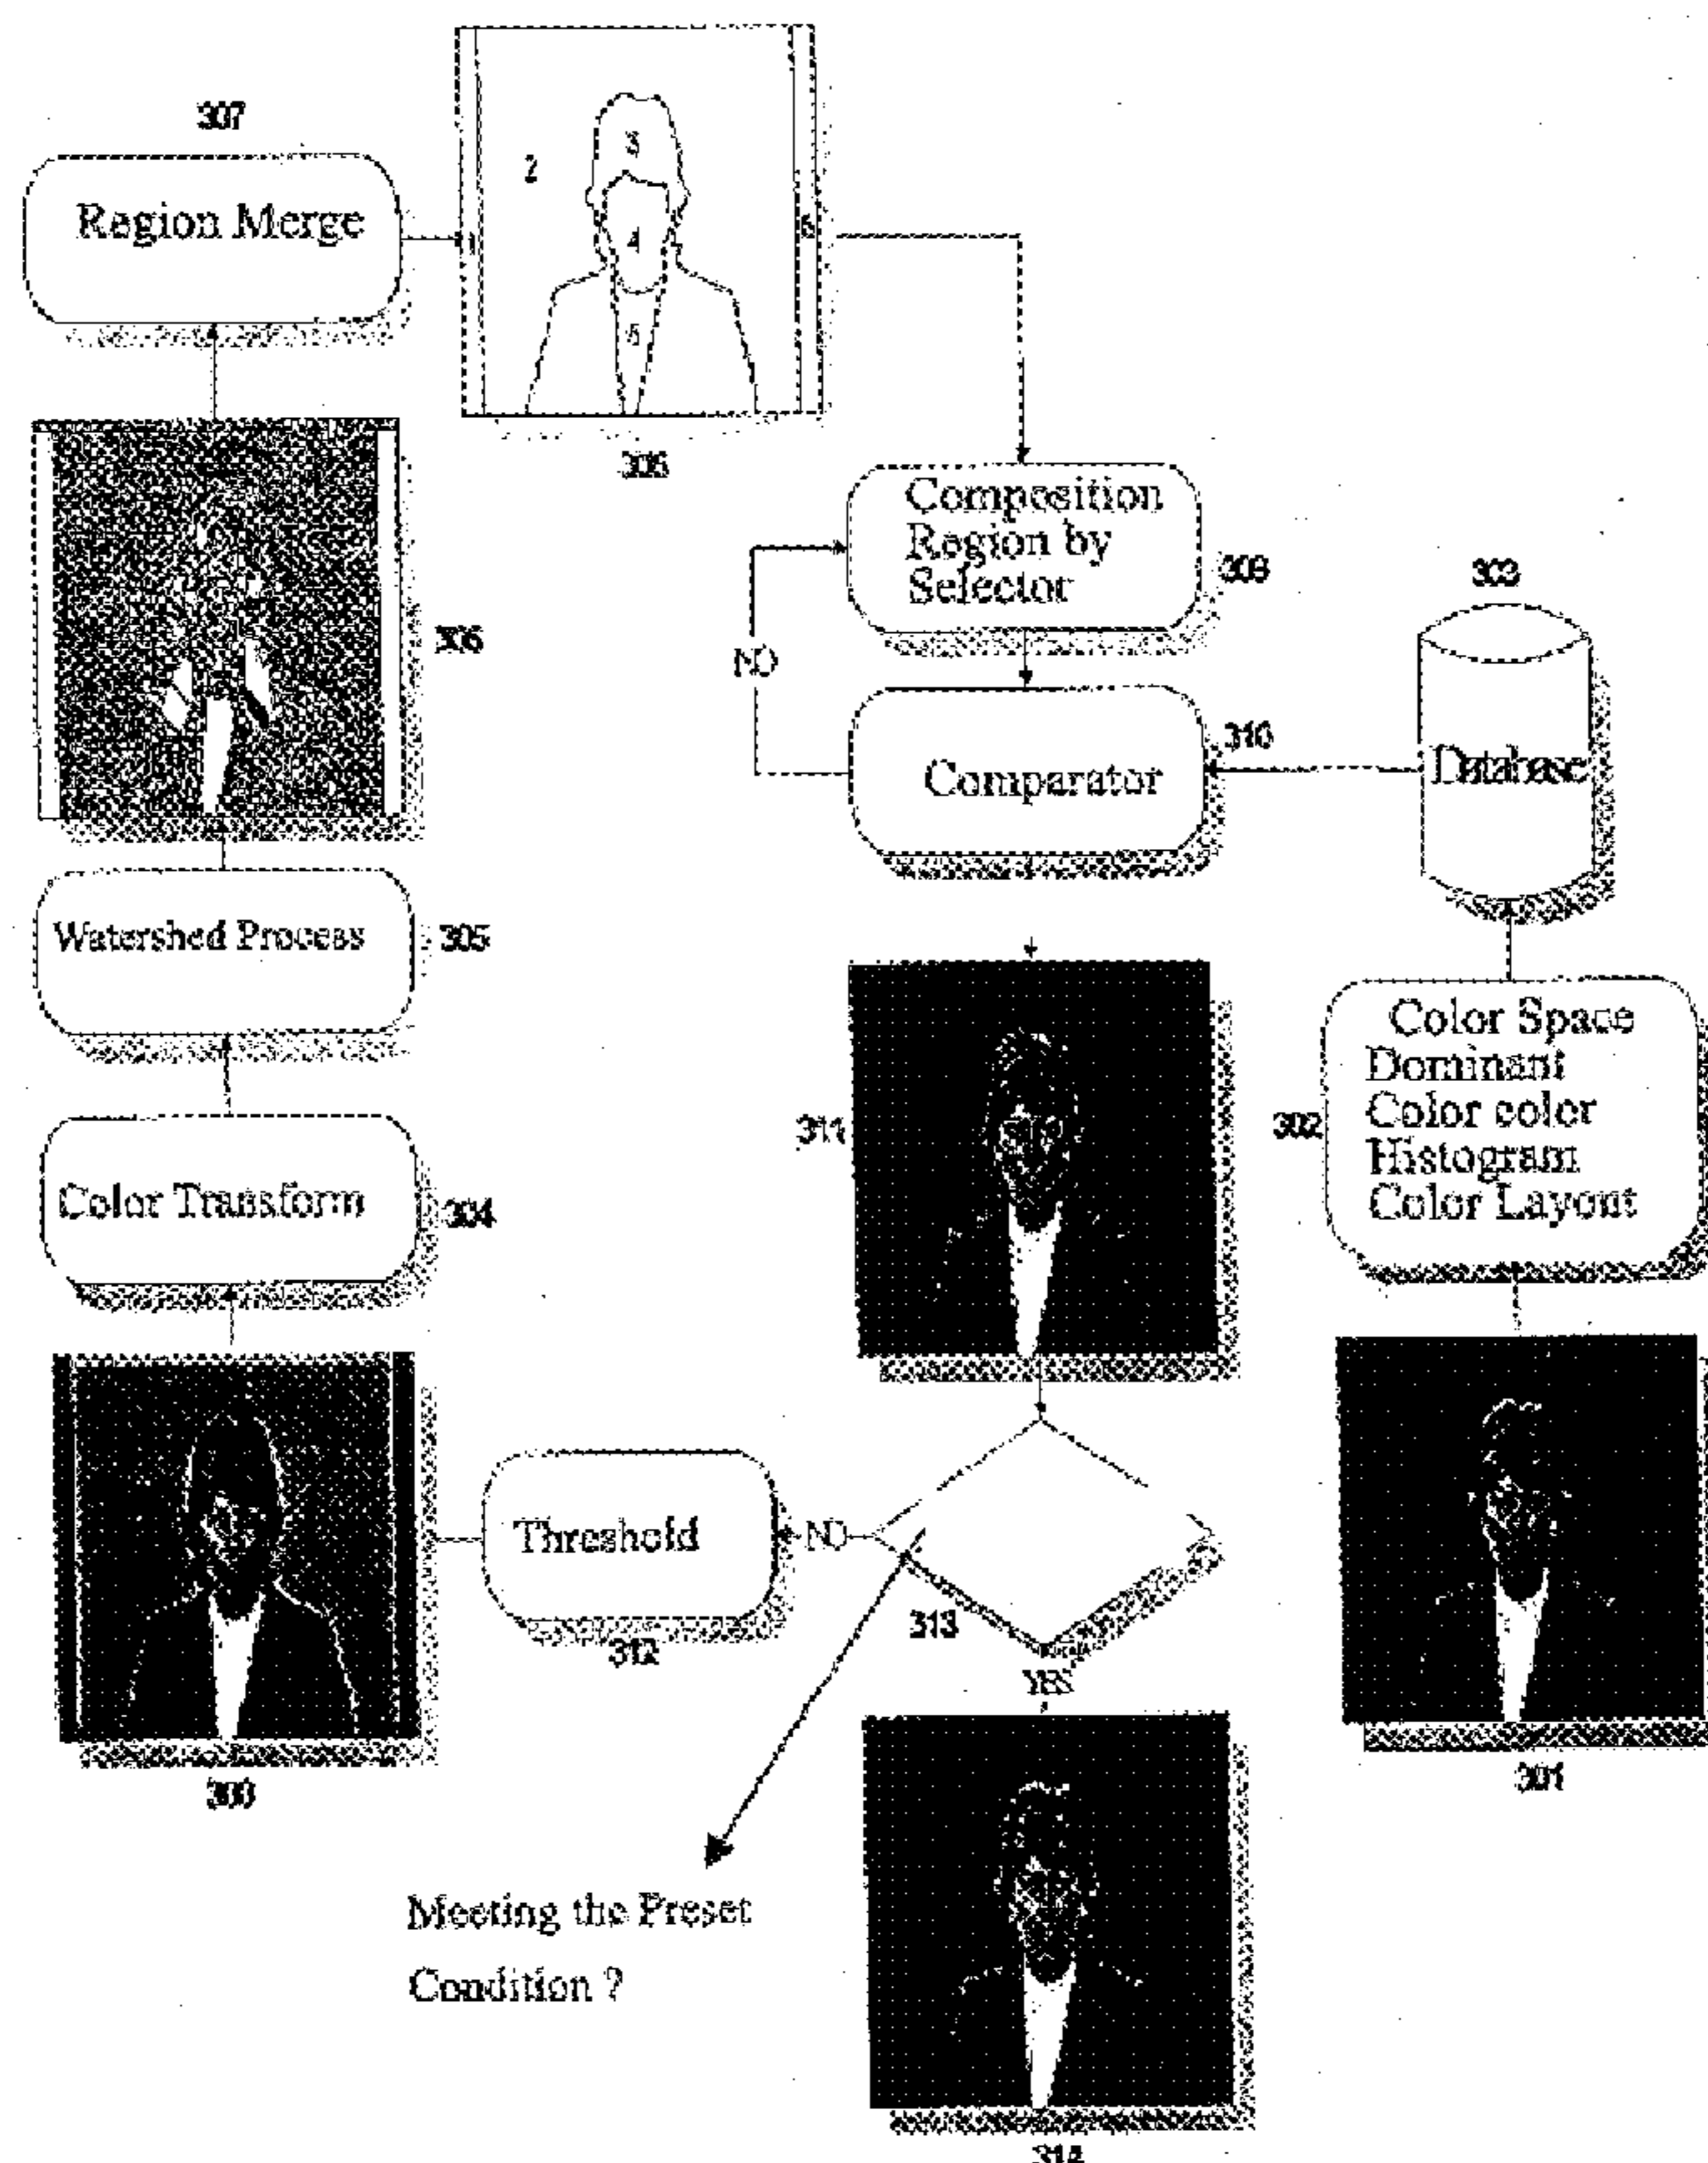 307
Region Merge
1
2
3
4
5
6
308
306
Composition
Region by
Selector
309
303
NO
310
Comparator
Database
Watershed Process
305
Color Space
Dominant
Color color
Histogram
Color Layout
302
311
Color Transform
304
Threshold
NO
312
313
YES
300
301
Meeting the Preset
Condition ?
314